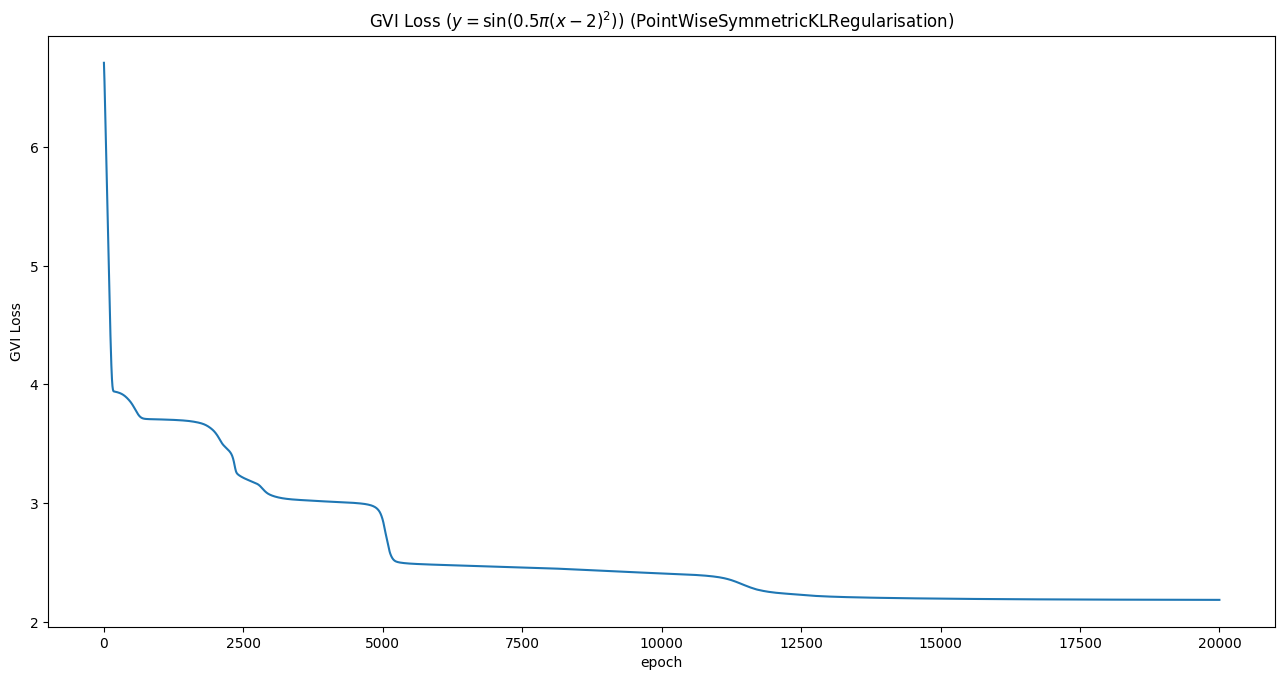 GVI Loss (y = sin(0.5π(x − 2)²)) (PointWiseSymmetricKLRegularisation)
GVI Loss
6
5
4
3
2
0 2500 5000 7500 10000 12500 15000 17500 20000
epoch